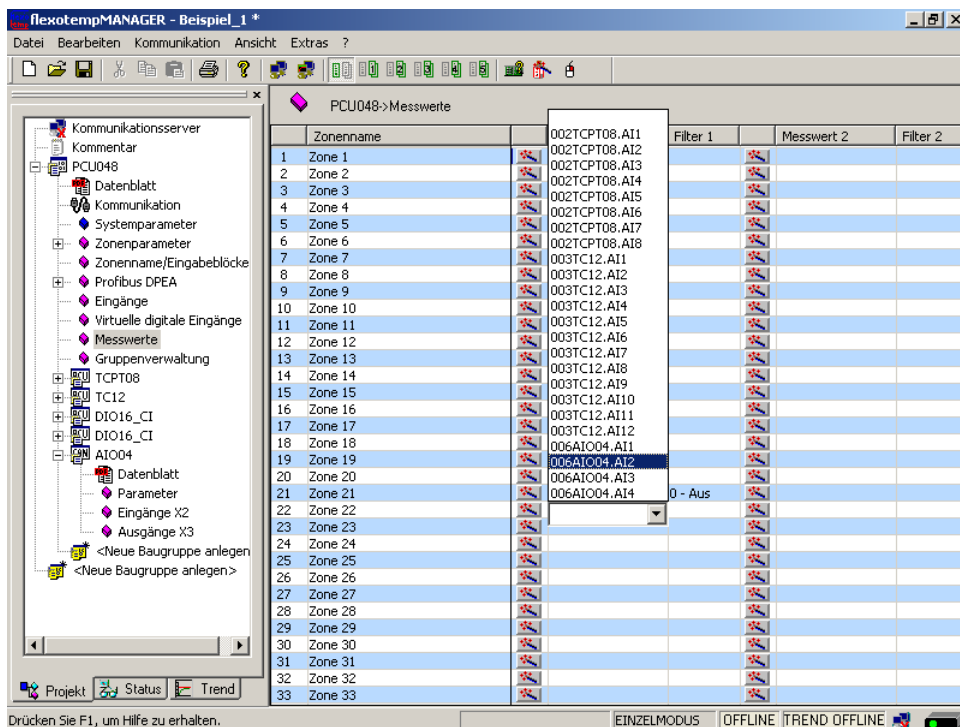 flexotempMANAGER - Beispiel_1 *
Datei Bearbeiten Kommunikation Ansicht Extras ?
Kommunikationsserver
Kommentar
PCU048
Datenblatt
Kommunikation
Systemparameter
Zonenparameter
Zonenname/Eingabeblöcke
Profibus DPEA
Eingänge
Virtuelle digitale Eingänge
Messwerte
Gruppenverwaltung
TCPT08
TC12
DIO16_CI
DIO16_CI
AIO04
Datenblatt
Parameter
Eingänge X2
Ausgänge X3
<Neue Baugruppe anlegen
<Neue Baugruppe anlegen>
Projekt Status Trend
PCU048->Messwerte
Zonenname Filter 1 Messwert 2 Filter 2
1 Zone 1
2 Zone 2
3 Zone 3
4 Zone 4
5 Zone 5
6 Zone 6
7 Zone 7
8 Zone 8
9 Zone 9
10 Zone 10
11 Zone 11
12 Zone 12
13 Zone 13
14 Zone 14
15 Zone 15
16 Zone 16
17 Zone 17
18 Zone 18
19 Zone 19
20 Zone 20
21 Zone 21 0 - Aus
22 Zone 22
23 Zone 23
24 Zone 24
25 Zone 25
26 Zone 26
27 Zone 27
28 Zone 28
29 Zone 29
30 Zone 30
31 Zone 31
32 Zone 32
33 Zone 33
002TCPT08.AI1
002TCPT08.AI2
002TCPT08.AI3
002TCPT08.AI4
002TCPT08.AI5
002TCPT08.AI6
002TCPT08.AI7
002TCPT08.AI8
003TC12.AI1
003TC12.AI2
003TC12.AI3
003TC12.AI4
003TC12.AI5
003TC12.AI6
003TC12.AI7
003TC12.AI8
003TC12.AI9
003TC12.AI10
003TC12.AI11
003TC12.AI12
006AIO04.AI1
006AIO04.AI2
006AIO04.AI3
006AIO04.AI4
Drücken Sie F1, um Hilfe zu erhalten.
EINZELMODUS OFFLINE TREND OFFLINE